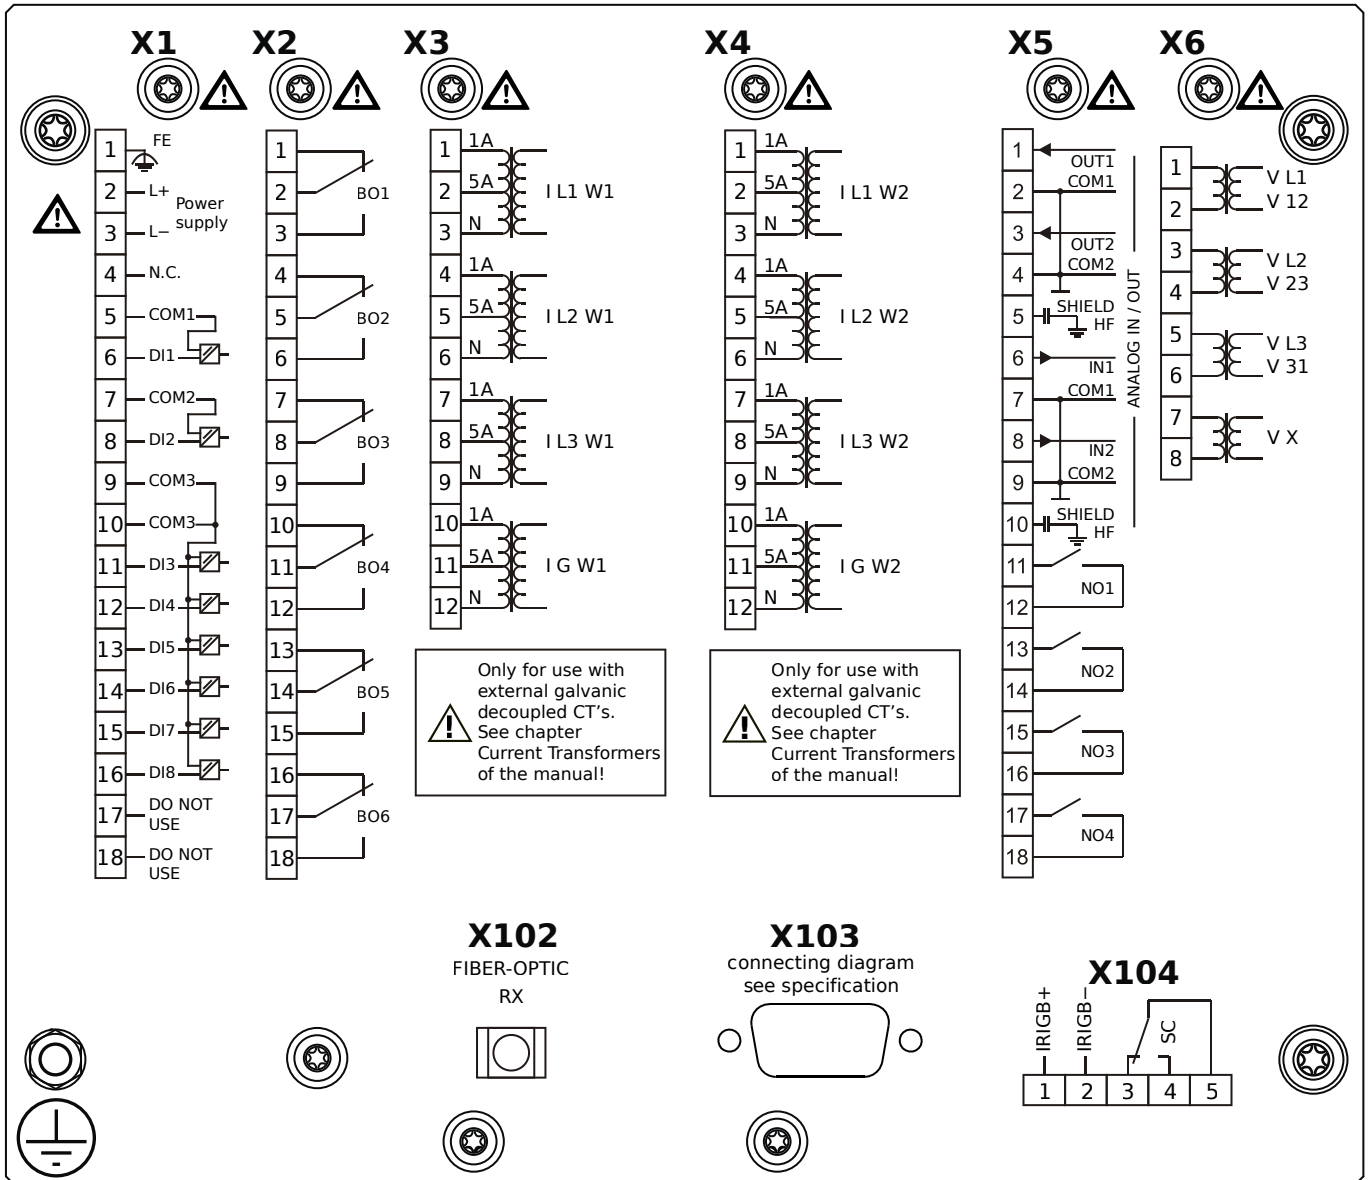 X1
X2
X3
X4
X5
X6
1
FE
2
L+
Power
supply
3
L−
4
N.C.
5
COM1
6
DI1
7
COM2
8
DI2
9
COM3
10
COM3
11
DI3
12
DI4
13
DI5
14
DI6
15
DI7
16
DI8
17
DO NOT
USE
18
DO NOT
USE
1
2
BO1
3
4
5
BO2
6
7
8
BO3
9
10
11
BO4
12
13
14
BO5
15
16
17
BO6
18
1
1A
2
5A
I L1 W1
3
N
4
1A
5
5A
I L2 W1
6
N
7
1A
8
5A
I L3 W1
9
N
10
1A
11
5A
I G W1
12
N
Only for use with
external galvanic
decoupled CT's.
See chapter
Current Transformers
of the manual!
1
1A
2
5A
I L1 W2
3
N
4
1A
5
5A
I L2 W2
6
N
7
1A
8
5A
I L3 W2
9
N
10
1A
11
5A
I G W2
12
N
Only for use with
external galvanic
decoupled CT's.
See chapter
Current Transformers
of the manual!
1
OUT1
2
COM1
3
OUT2
4
COM2
5
SHIELD
HF
6
IN1
7
COM1
8
IN2
9
COM2
10
SHIELD
HF
ANALOG IN / OUT
11
NO1
12
13
NO2
14
15
NO3
16
17
NO4
18
1
V L1
2
V 12
3
V L2
4
V 23
5
V L3
6
V 31
7
V X
8
X102
FIBER-OPTIC
RX
X103
connecting diagram
see specification
X104
IRIGB+
IRIGB−
SC
1 2 3 4 5